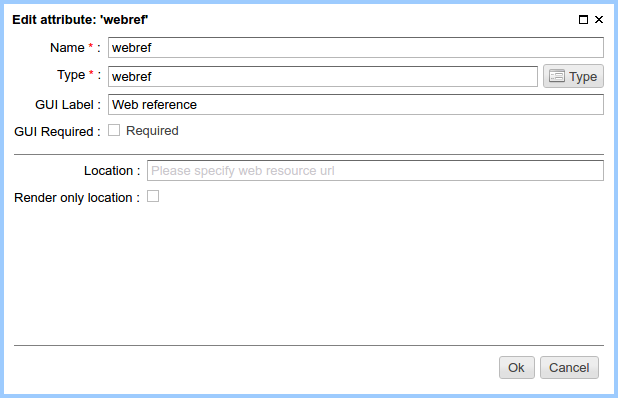 Edit attribute: 'webref'
Name * : webref
Type * : webref Type
GUI Label : Web reference
GUI Required : Required
Location : Please specify web resource url
Render only location :
Ok Cancel